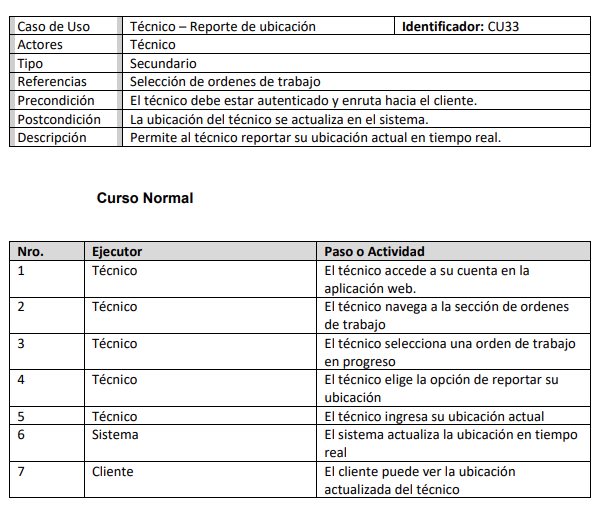 Caso de Uso Técnico – Reporte de ubicación Identificador: CU33
Actores Técnico
Tipo Secundario
Referencias Selección de ordenes de trabajo
Precondición El técnico debe estar autenticado y enruta hacia el cliente.
Postcondición La ubicación del técnico se actualiza en el sistema.
Descripción Permite al técnico reportar su ubicación actual en tiempo real.
Curso Normal
Nro. Ejecutor Paso o Actividad
1 Técnico El técnico accede a su cuenta en la
aplicación web.
2 Técnico El técnico navega a la sección de ordenes
de trabajo
3 Técnico El técnico selecciona una orden de trabajo
en progreso
4 Técnico El técnico elige la opción de reportar su
ubicación
5 Técnico El técnico ingresa su ubicación actual
6 Sistema El sistema actualiza la ubicación en tiempo
real
7 Cliente El cliente puede ver la ubicación
actualizada del técnico